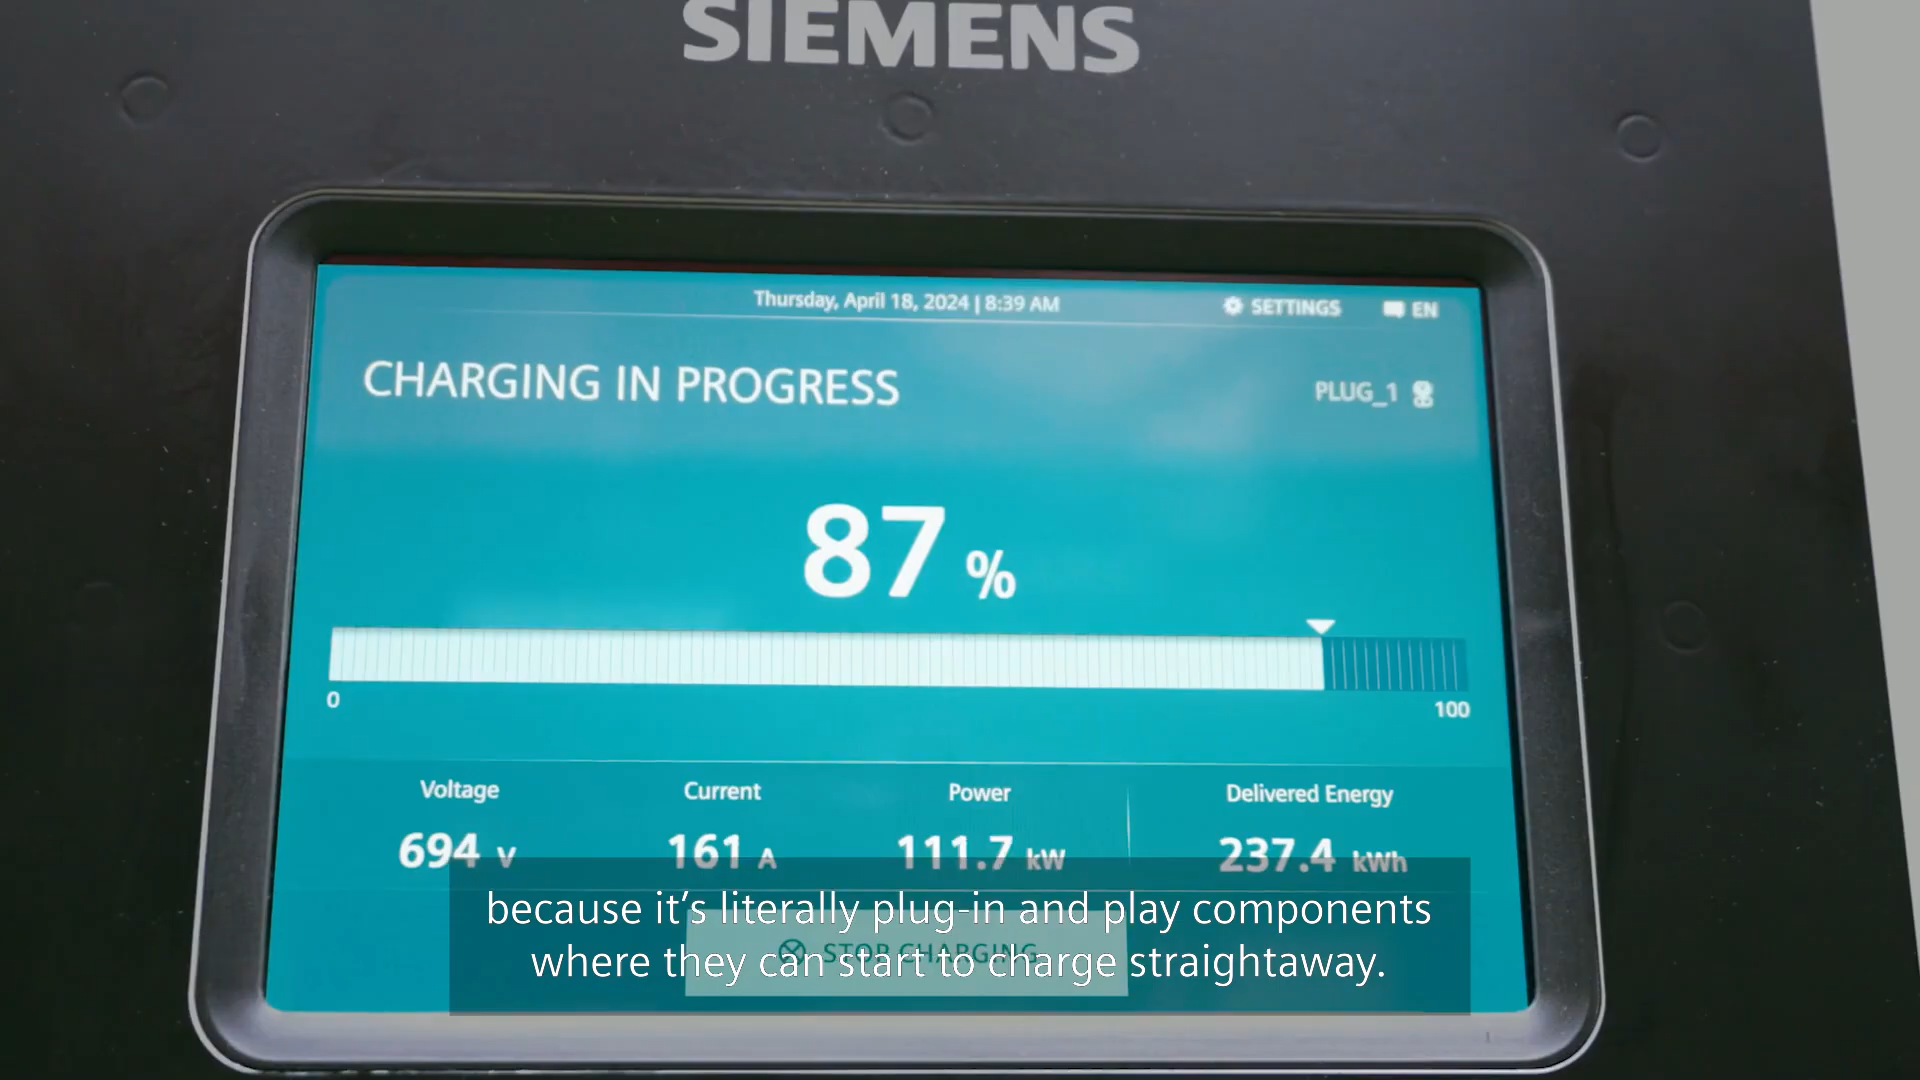 SIEMENS
Thursday, April 18, 2024 | 8:39 AM
SETTINGS
EN
CHARGING IN PROGRESS
PLUG_1
87 %
0
100
Voltage
Current
Power
Delivered Energy
694 V
161 A
111.7 kW
237.4 kWh
STOP CHARGING
because it’s literally plug-in and play components
where they can start to charge straightaway.